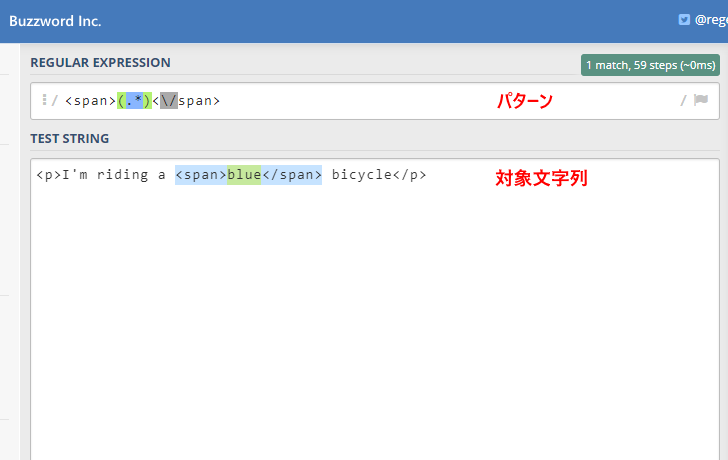 Buzzword Inc.
@rege
REGULAR EXPRESSION
1 match, 59 steps (~0ms)
/ <span>(.*)<\/span>
パターン
/
TEST STRING
<p>I'm riding a <span>blue</span> bicycle</p>
対象文字列